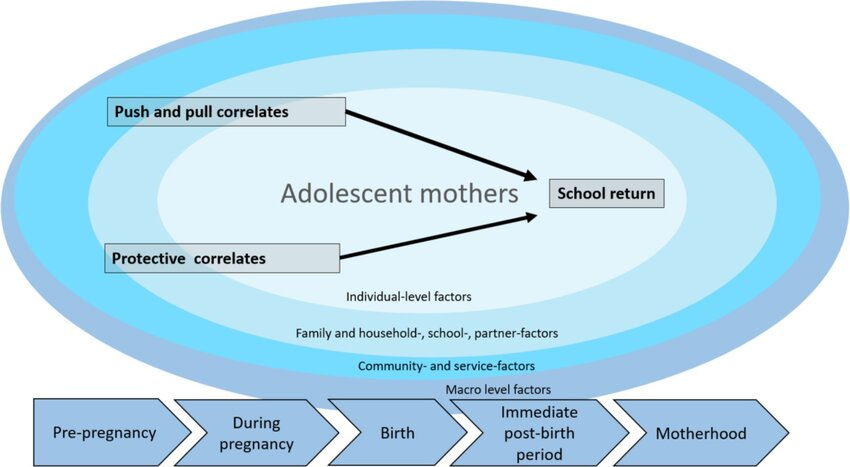 Push and pull correlates
Adolescent mothers
School return
Protective correlates
Individual-level factors
Family and household-, school-, partner-factors
Community- and service-factors
Macro level factors
Pre-pregnancy
During
pregnancy
Birth
Immediate
post-birth
period
Motherhood